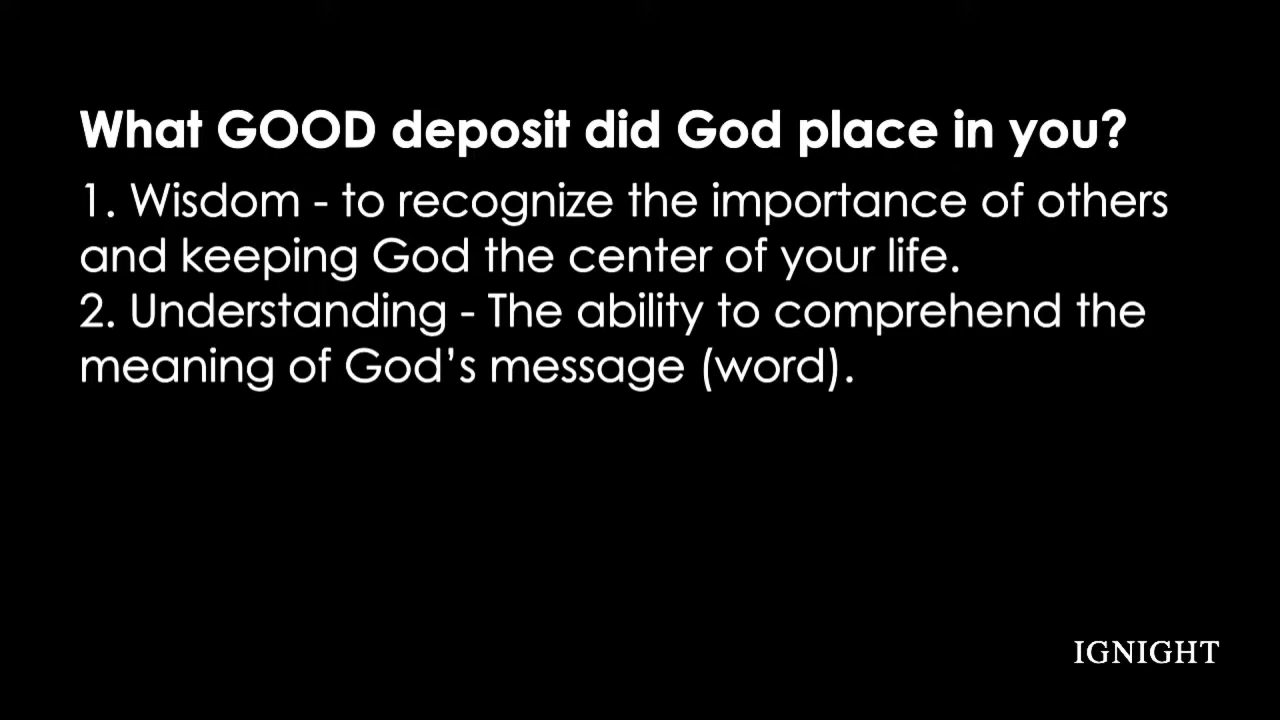 What GOOD deposit did God place in you?
1. Wisdom - to recognize the importance of others
and keeping God the center of your life.
2. Understanding - The ability to comprehend the
meaning of God’s message (word).
IGNIGHT